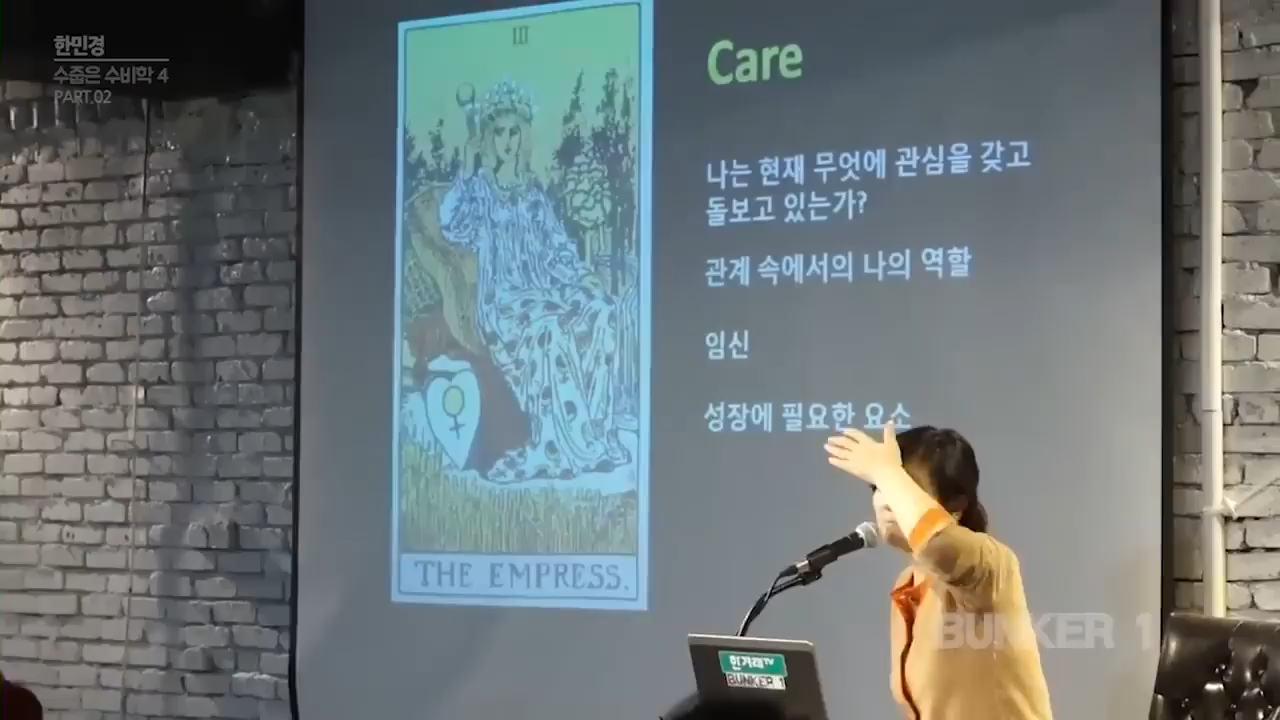 한민경
수줍은 수비학 4
PART.02
III
THE EMPRESS.
Care
나는 현재 무엇에 관심을 갖고
돌보고 있는가?
관계 속에서의 나의 역할
임신
성장에 필요한 요소
한겨레TV
BUNKER 1
BUNKER 1